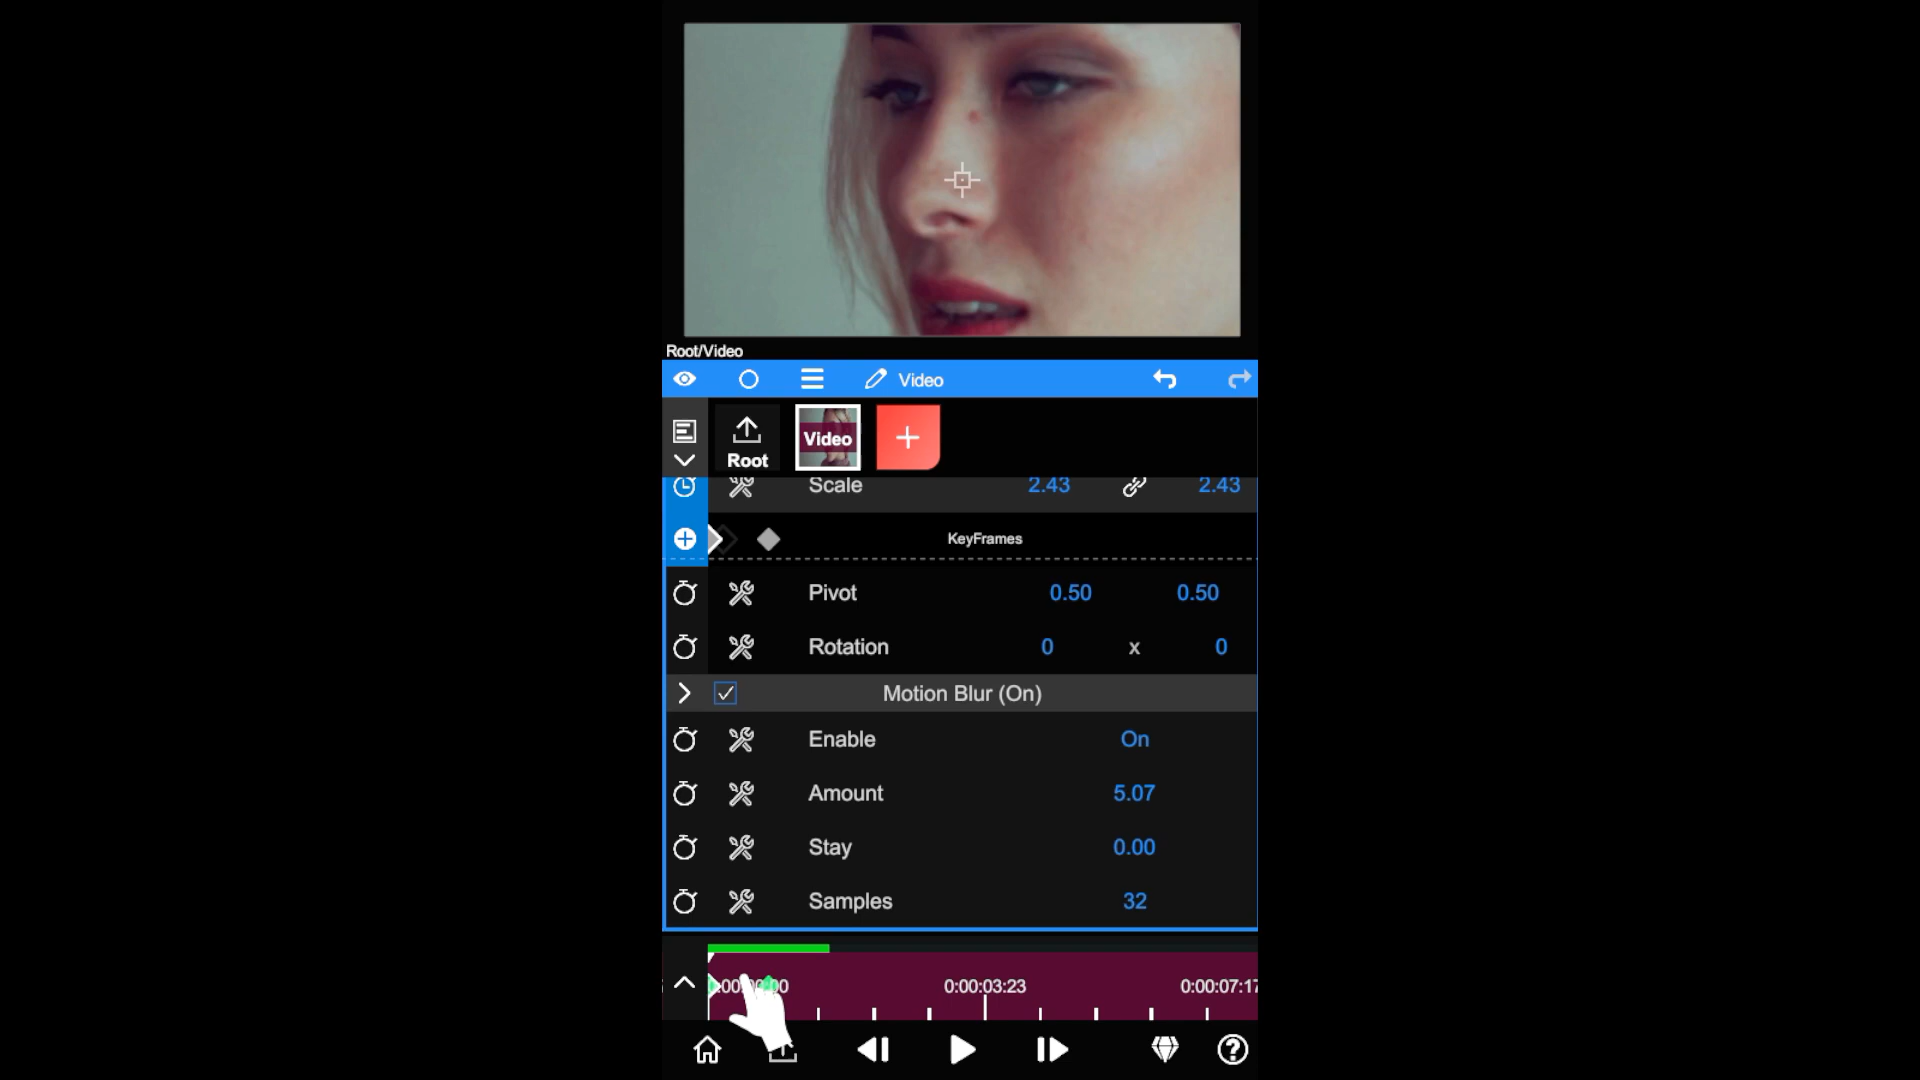 Root/Video
Video
Root
Video
Scale 2.43 2.43
KeyFrames
Pivot 0.50 0.50
Rotation 0 x 0
Motion Blur (On)
Enable On
Amount 5.07
Stay 0.00
Samples 32
0:00:03:23 0:00:07:17